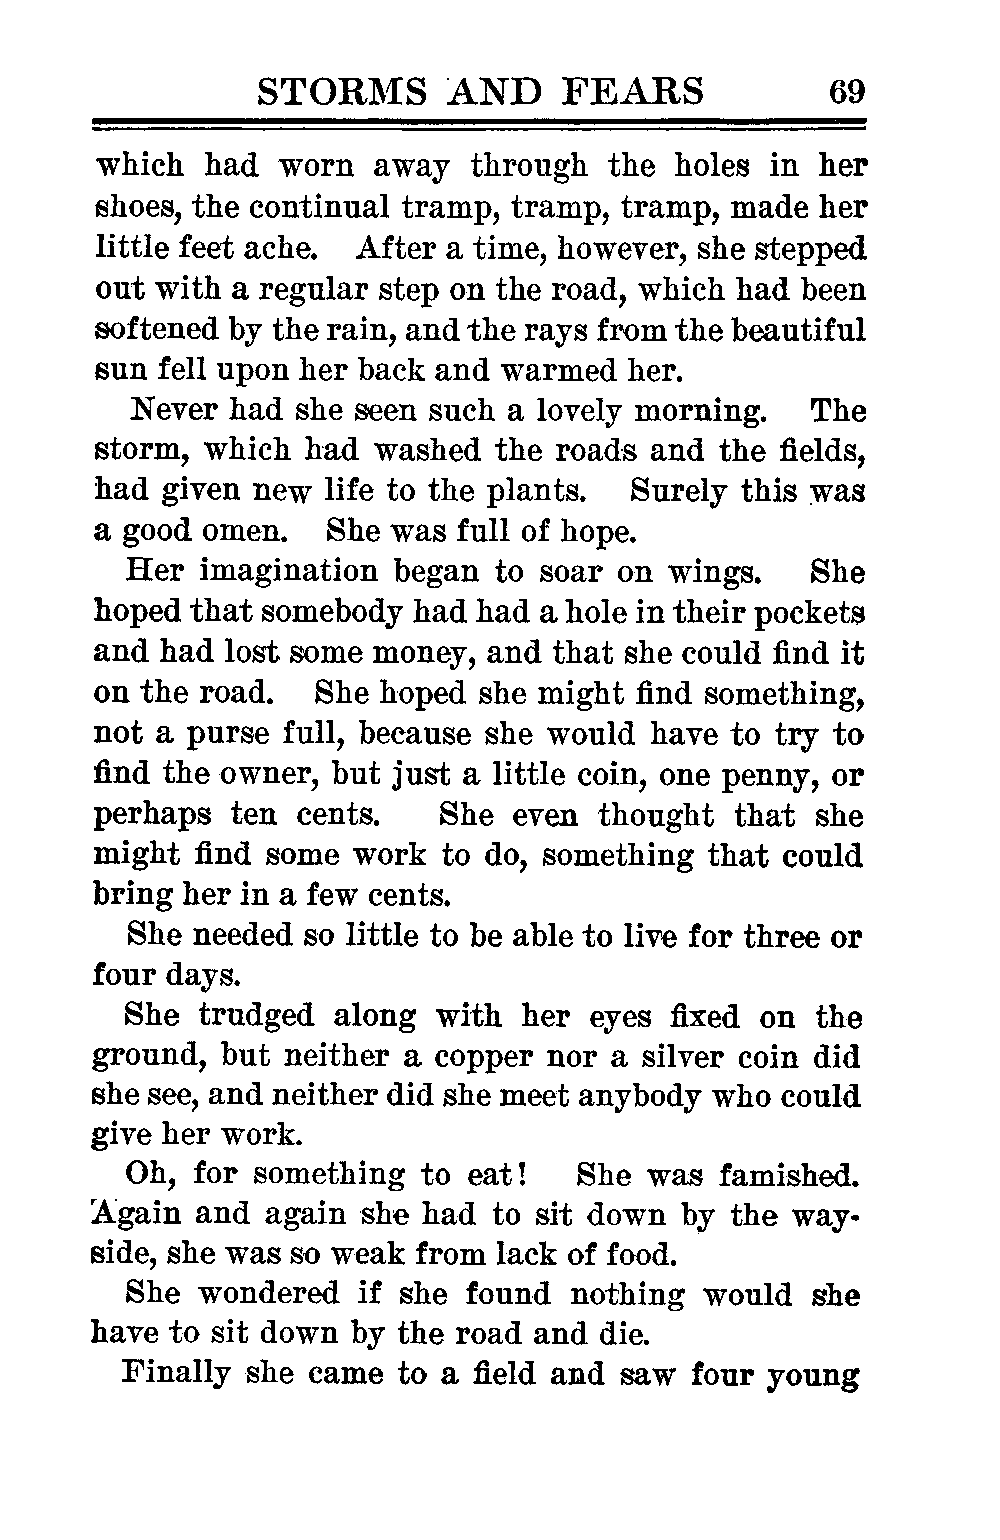 STORMS AND FEARS 69
which had worn away through the holes in her
shoes, the continual tramp, tramp, tramp, made her
little feet ache. After a time, however, she stepped
out with a regular step on the road, which had been
softened by the rain, and the rays from the beautiful
sun fell upon her back and warmed her.
Never had she seen such a lovely morning. The
storm, which had washed the roads and the fields,
had given new life to the plants. Surely this was
a good omen. She was full of hope.
Her imagination began to soar on wings. She
hoped that somebody had had a hole in their pockets
and had lost some money, and that she could find it
on the road. She hoped she might find something,
not a purse full, because she would have to try to
find the owner, but just a little coin, one penny, or
perhaps ten cents. She even thought that she
might find some work to do, something that could
bring her in a few cents.
She needed so little to be able to live for three or
four days.
She trudged along with her eyes fixed on the
ground, but neither a copper nor a silver coin did
she see, and neither did she meet anybody who could
give her work.
Oh, for something to eat! She was famished.
Again and again she had to sit down by the way-
side, she was so weak from lack of food.
She wondered if she found nothing would she
have to sit down by the road and die.
Finally she came to a field and saw four young